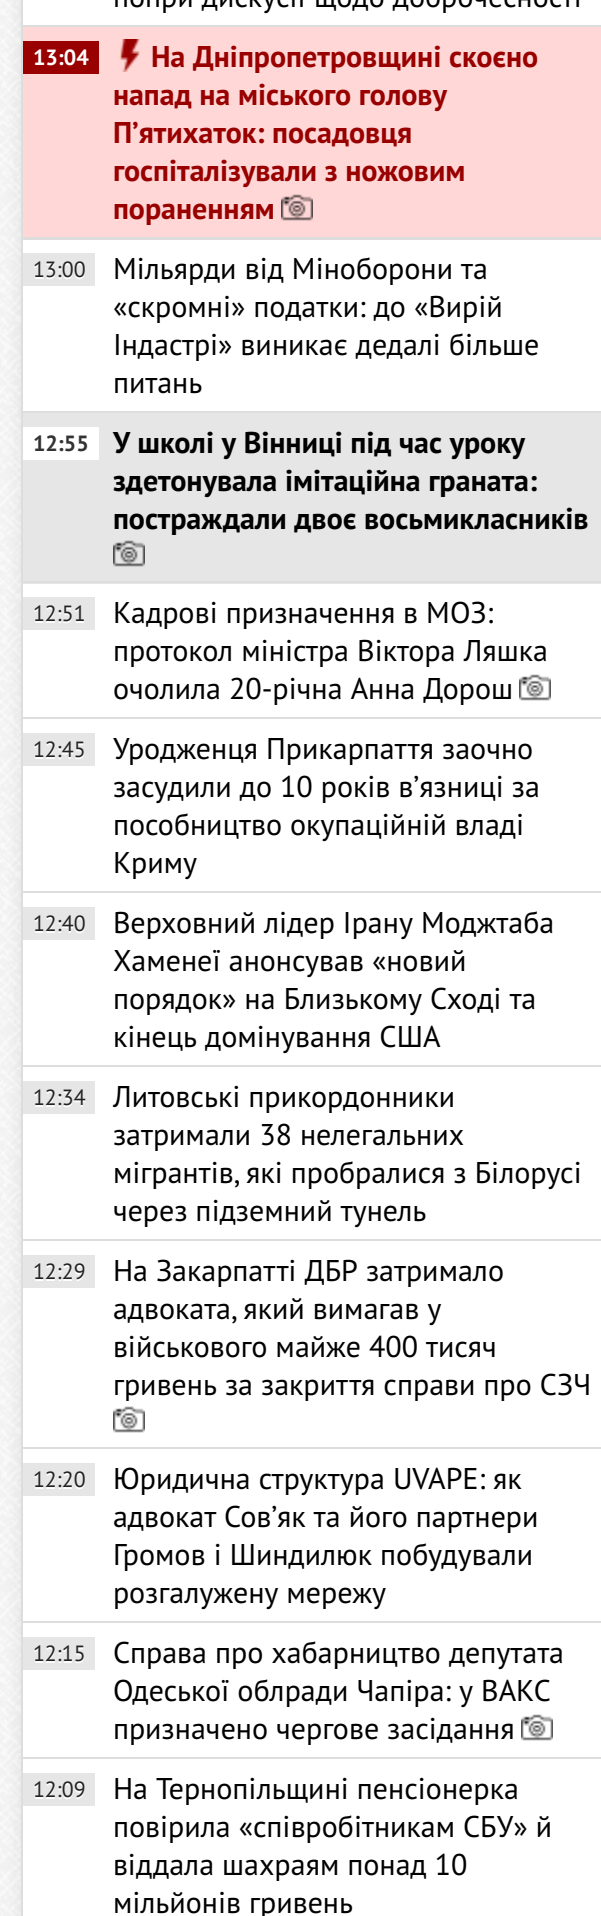 попри дискусії щодо доброчесності
13:04 На Дніпропетровщині скоєно
напад на міського голову
П’ятихаток: посадовця
госпіталізували з ножовим
пораненням
13:00 Мільярди від Міноборони та
«скромні» податки: до «Вирій
Індастрі» виникає дедалі більше
питань
12:55 У школі у Вінниці під час уроку
здетонувала імітаційна граната:
постраждали двоє восьмикласників
12:51 Кадрові призначення в МОЗ:
протокол міністра Віктора Ляшка
очолила 20-річна Анна Дорош
12:45 Уродженця Прикарпаття заочно
засудили до 10 років в’язниці за
пособництво окупаційній владі
Криму
12:40 Верховний лідер Ірану Моджтаба
Хаменеї анонсував «новий
порядок» на Близькому Сході та
кінець домінування США
12:34 Литовські прикордонники
затримали 38 нелегальних
мігрантів, які пробралися з Білорусі
через підземний тунель
12:29 На Закарпатті ДБР затримало
адвоката, який вимагав у
військового майже 400 тисяч
гривень за закриття справи про СЗЧ
12:20 Юридична структура UVAPE: як
адвокат Сов’як та його партнери
Громов і Шиндилюк побудували
розгалужену мережу
12:15 Справа про хабарництво депутата
Одеської облради Чапіра: у ВАКС
призначено чергове засідання
12:09 На Тернопільщині пенсіонерка
повірила «співробітникам СБУ» й
віддала шахраям понад 10
мільйонів гривень